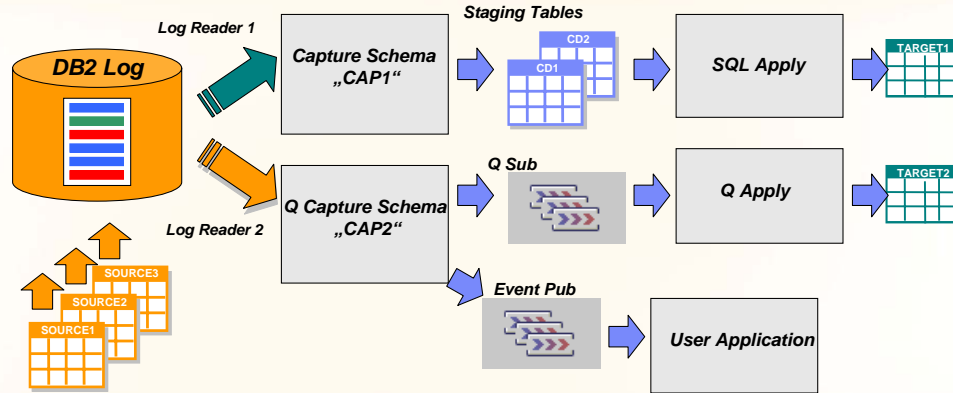 Log Reader 1
Staging Tables
DB2 Log
Capture Schema
„CAP1“
CD2
CD1
SQL Apply
TARGET1
Q Sub
Q Capture Schema
„CAP2“
Q Apply
TARGET2
Log Reader 2
SOURCE3
SOURCE2
SOURCE1
Event Pub
User Application